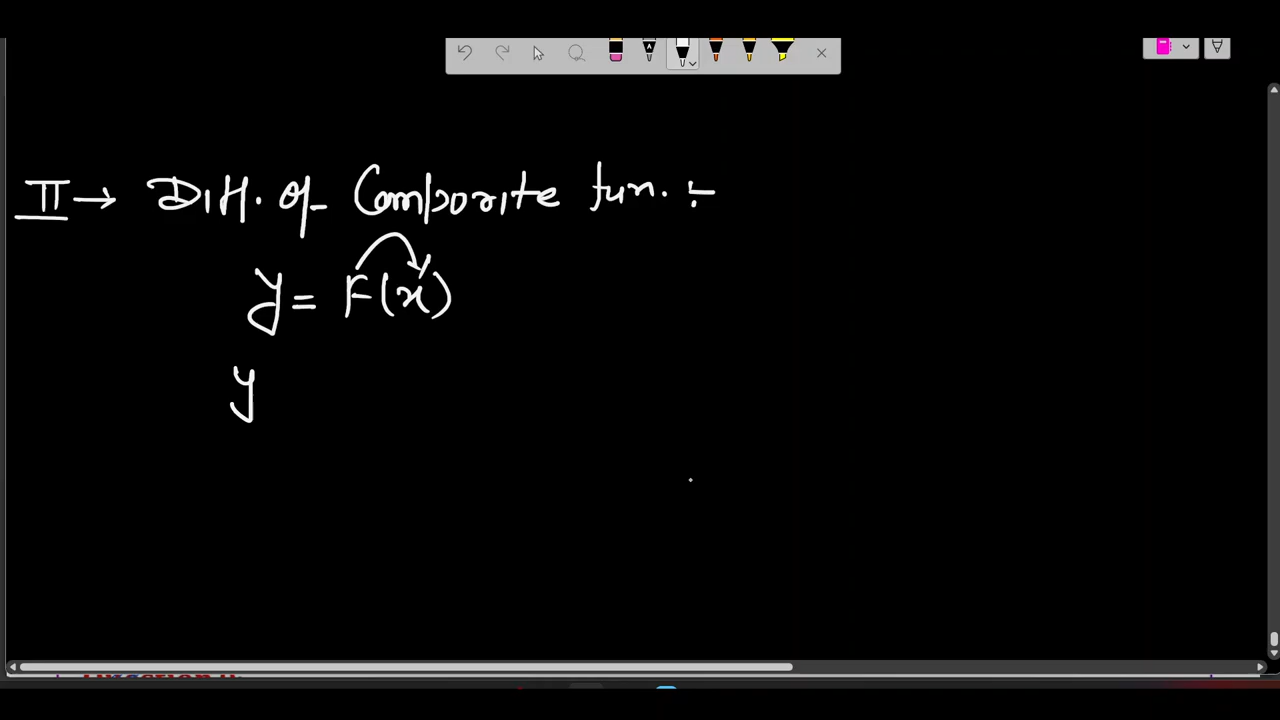 II → Diff. of Composite fun. :-
y = F(x)
y